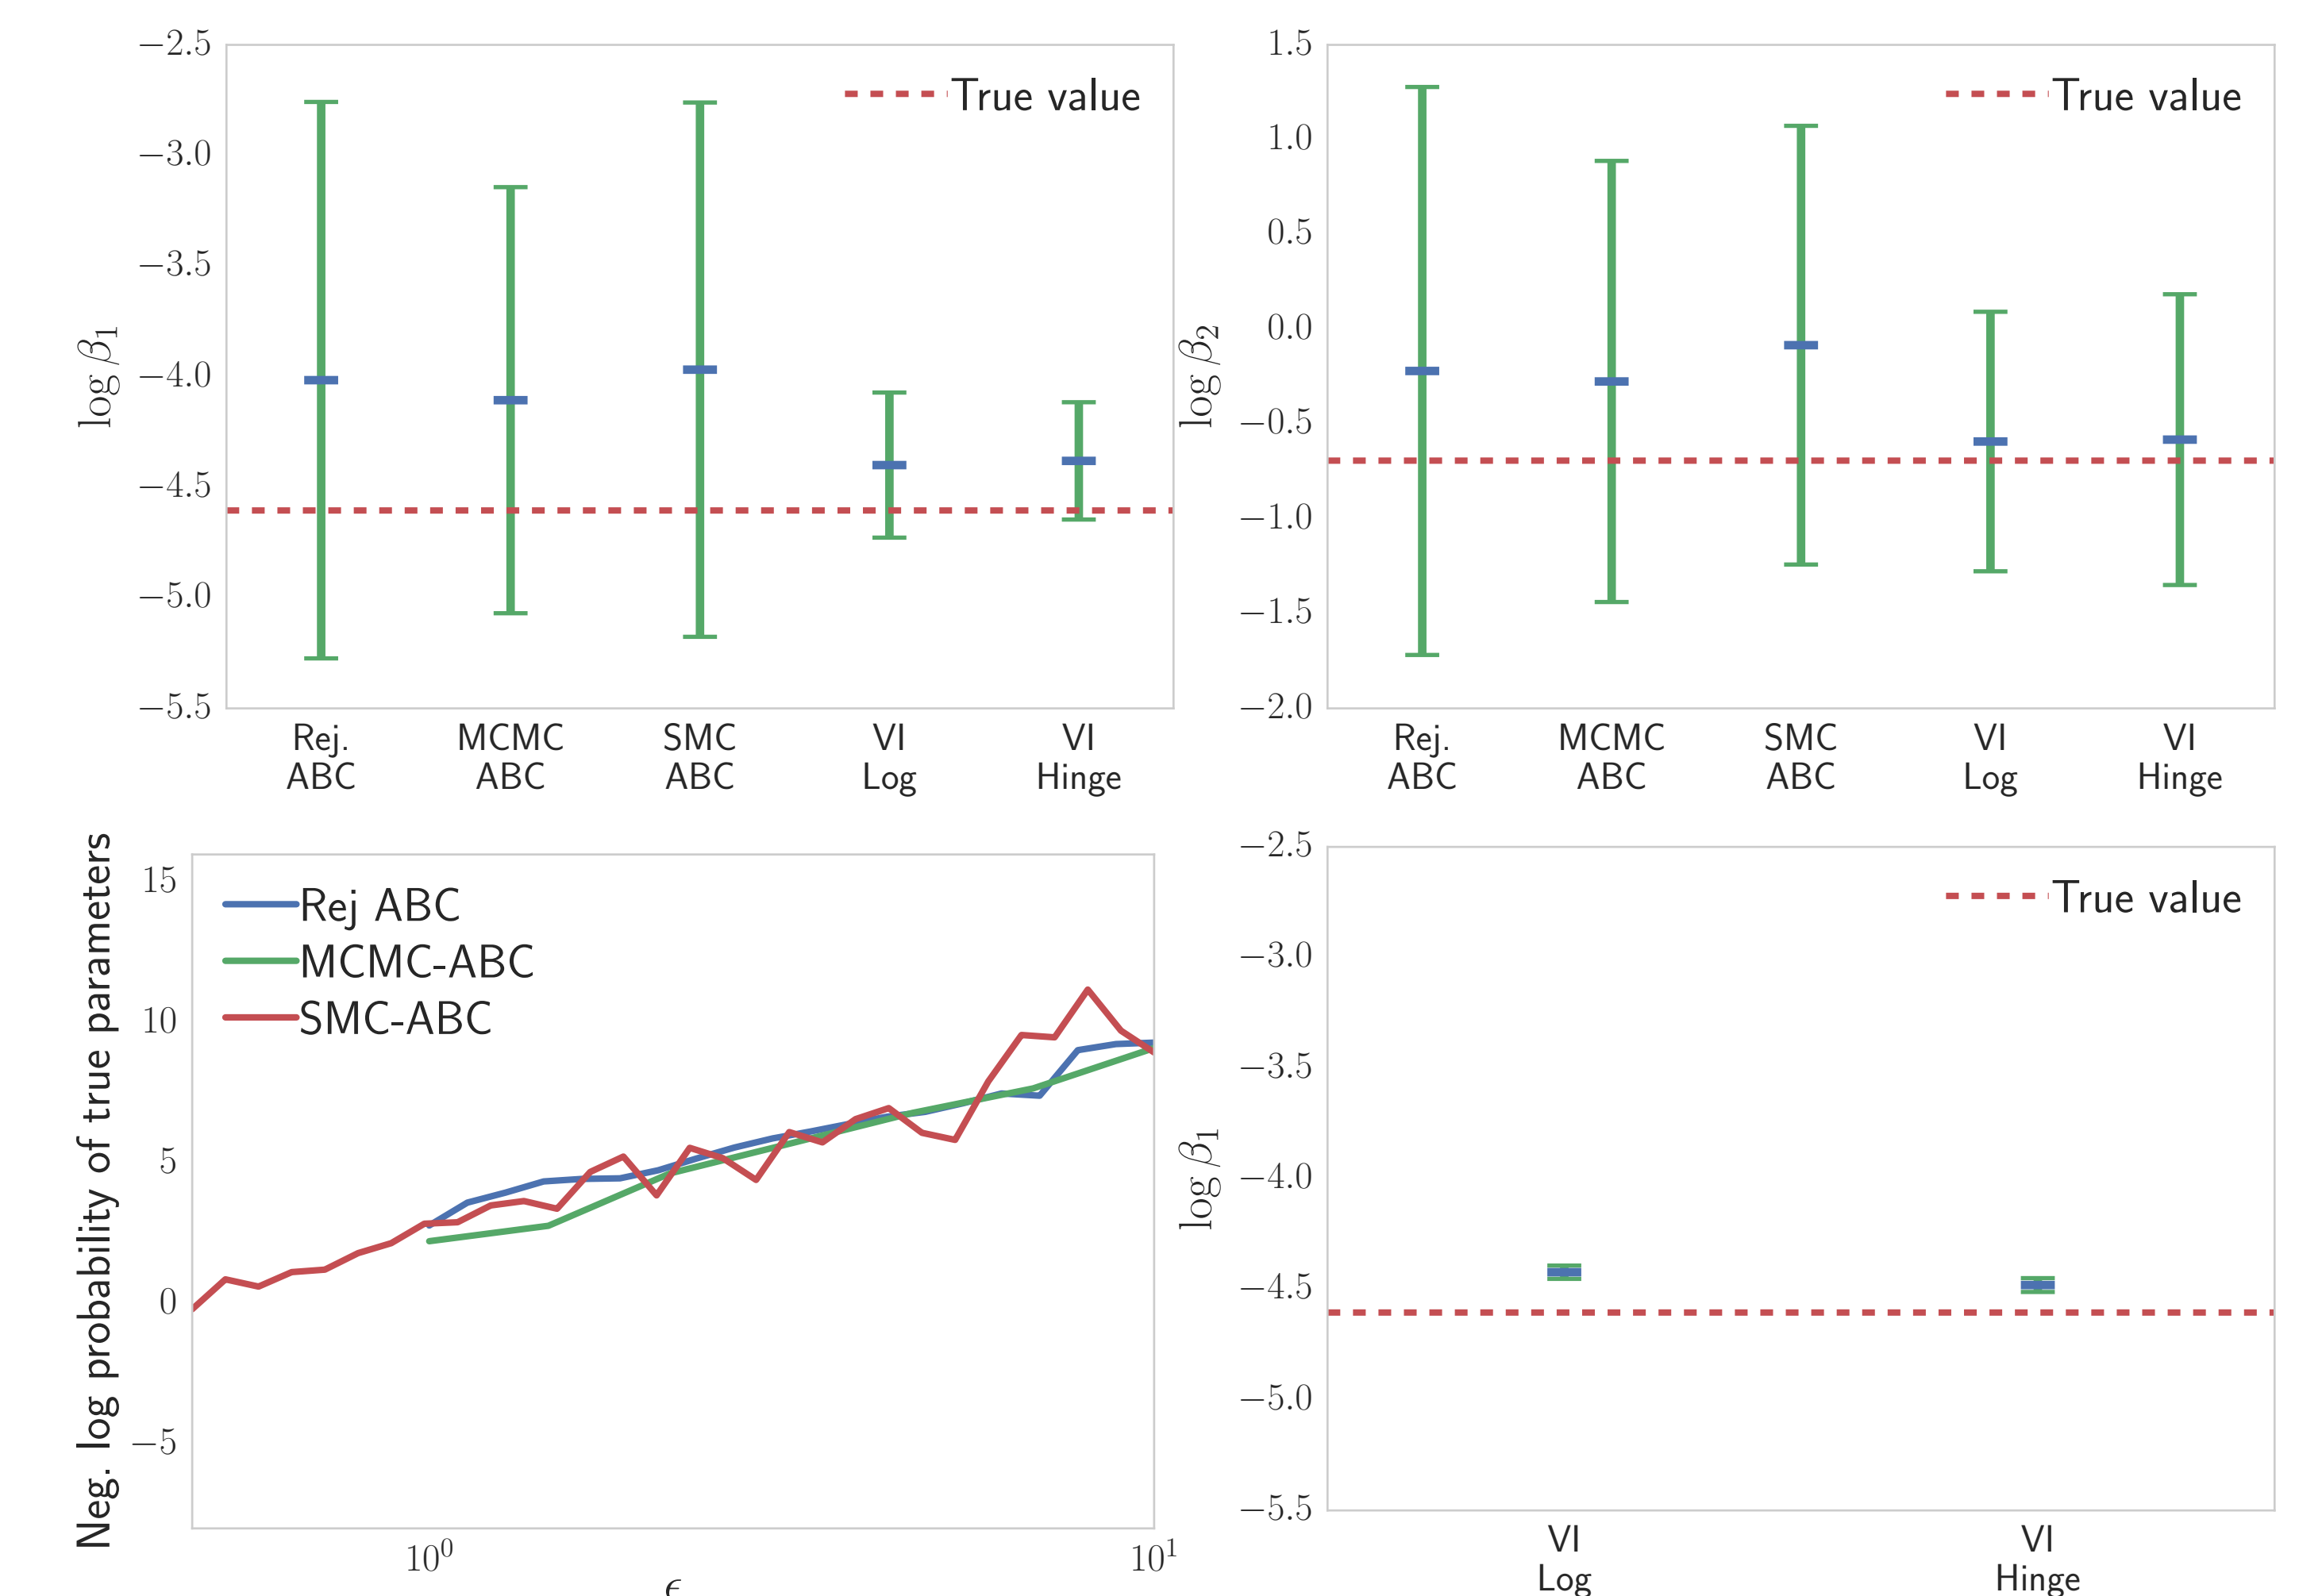 −2.5
−3.0
−3.5
−4.0
−4.5
−5.0
−5.5
log β₁
True value
Rej. ABC
MCMC ABC
SMC ABC
VI Log
VI Hinge
1.5
1.0
0.5
0.0
−0.5
−1.0
−1.5
−2.0
log β₂
True value
Rej. ABC
MCMC ABC
SMC ABC
VI Log
VI Hinge
Neg. log probability of true parameters
15
10
5
0
−5
Rej ABC
MCMC-ABC
SMC-ABC
10⁰
10¹
ϵ
−2.5
−3.0
−3.5
−4.0
−4.5
−5.0
−5.5
log β₁
True value
VI Log
VI Hinge